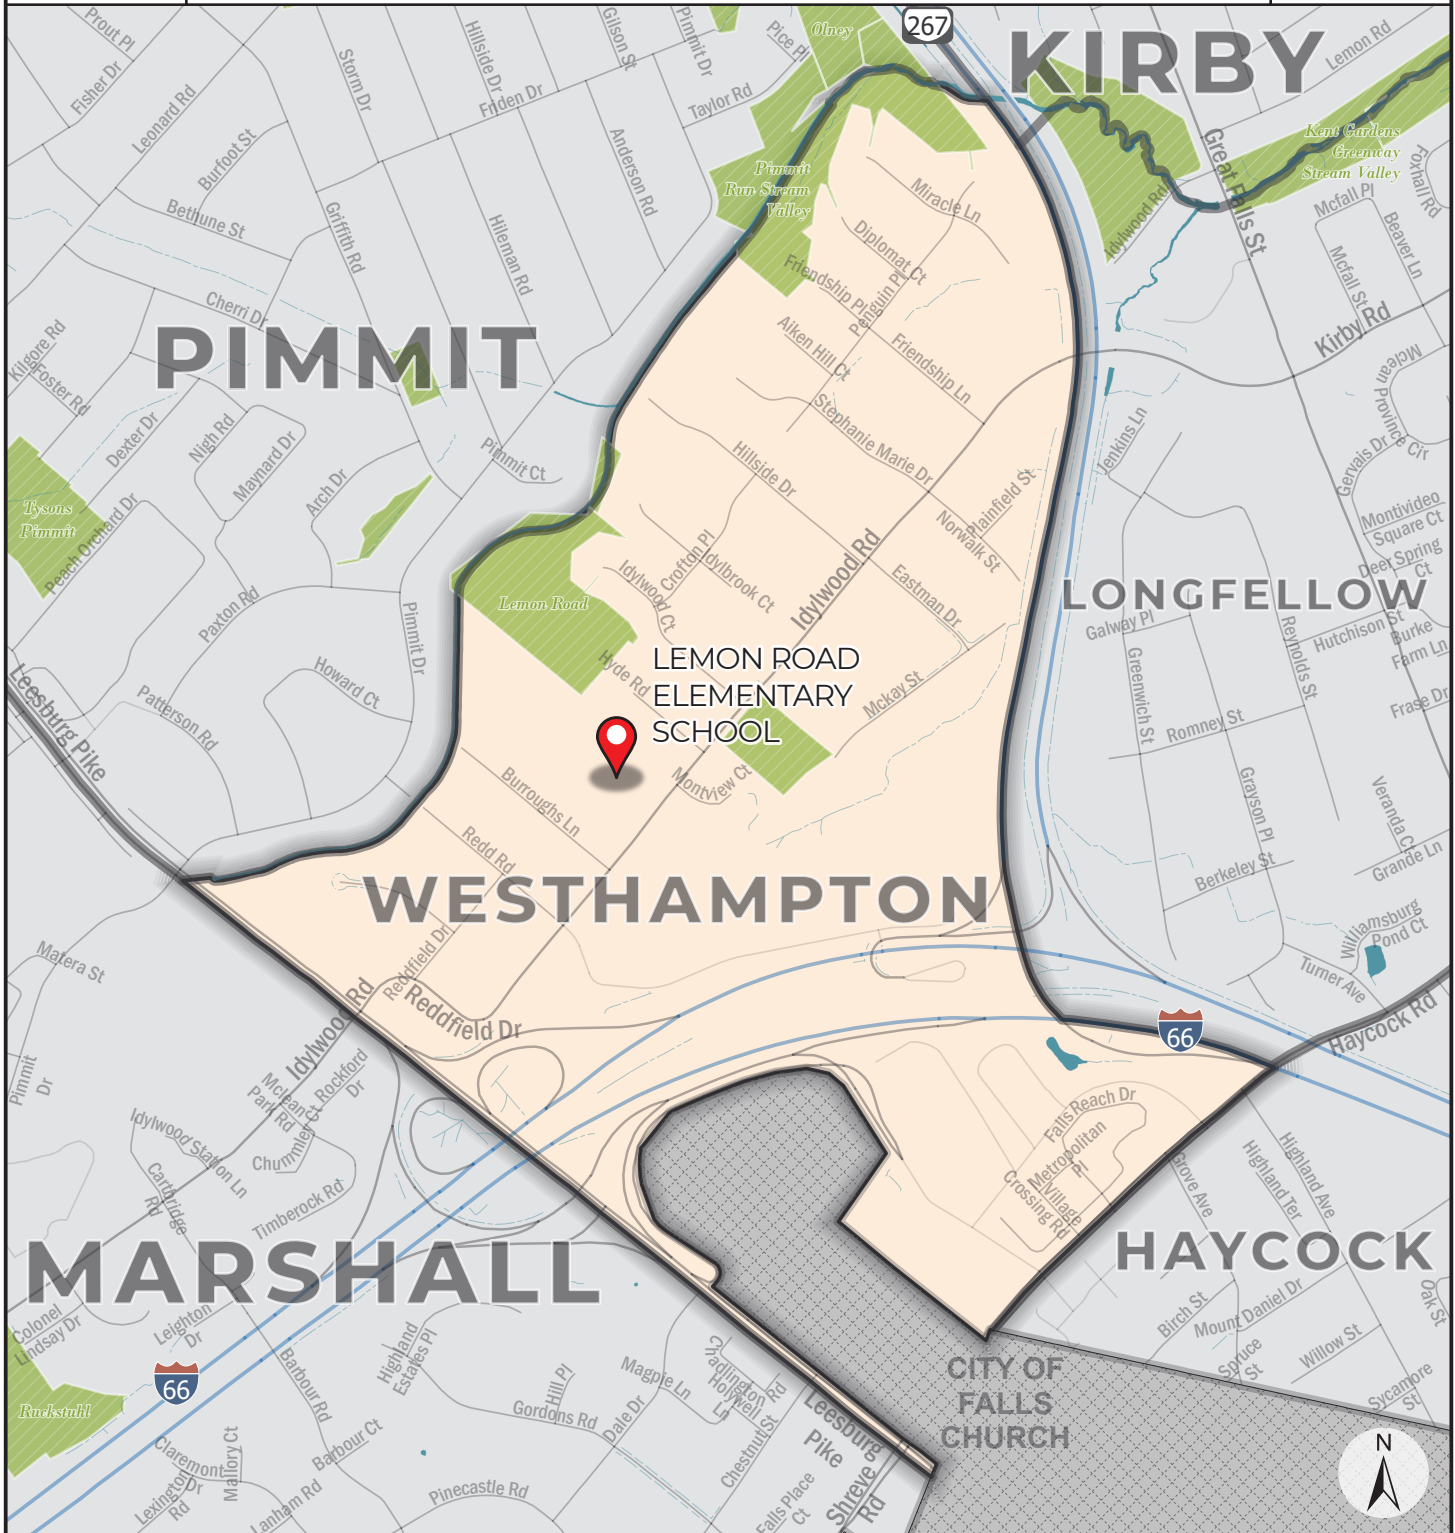 267
KIRBY
Olney
Prout Pl
Fisher Dr
Leonard Rd
Storm Dr
Hillside Dr
Gilson St
Pimmit Dr
Pice Pl
Friden Dr
Taylor Rd
Lemon Rd
Burfoot St
Anderson Rd
Pimmit
Run Stream
Valley
Kent Gardens
Greenway
Stream Valley
Great Falls St
Foxhall Rd
Idylwood Rd
Mcfall Pl
Beaver Ln
Mcfall St
Kirby Rd
Bethune St
Griffith Rd
Hileman Rd
Miracle Ln
Diplomat Ct
Friendship Pl
Penguin Pl
Aiken Hill Ct
Friendship Ln
Cherri Dr
PIMMIT
Kilgore Rd
Foster Rd
Mclean
Province Cir
Dexter Dr
Nigh Rd
Maynard Dr
Arch Dr
Pimmit Ct
Stephanie Marie Dr
Hillside Dr
Jenkins Ln
Gervais Dr
Plainfield St
Norwalk St
Montivideo
Square Ct
Deer Spring
Ct
Tysons
Pimmit
Peach Orchard Dr
Idylwood Rd
Crofton Pl
Idylbrook Ct
Idylwood Ct
Eastman Dr
LONGFELLOW
Lemon Road
Paxton Rd
Pimmit Dr
Galway Pl
Greenwich St
Reynolds St
Hutchison St
Burke
Farm Ln
Frase Dr
Hyde Rd
LEMON ROAD
ELEMENTARY
SCHOOL
Mckay St
Howard Ct
Patterson Rd
Leesburg Pike
Romney St
Montview Ct
Burroughs Ln
Redd Rd
Grayson Pl
Veranda Ct
Grande Ln
Berkeley St
WESTHAMPTON
Williamsburg
Pond Ct
Turner Ave
Haycock Rd
Matera St
Reddfield Dr
Reddfield Dr
Idylwood Rd
66
Pimmit
Dr
Mclean
Park Rd
Rockford
Dr
Chummley Ct
Idylwood Station Ln
Cartbridge
Rd
Timberock Rd
Falls Reach Dr
Metropolitan
Pl
Village
Crossing Rd
Grove Ave
Highland Ter
Highland Ave
HAYCOCK
MARSHALL
Colonel
Lindsay Dr
Leighton
Dr
66
Barbour Rd
Highland
Estates Pl
Hill Pl
Magpie Ln
Chadlington Rd
Holywell
Ln
Chestnut St
Gordons Rd
Dale Dr
Leesburg
Pike
Shreve
Rd
Birch St
Mount Daniel Dr
Oak St
Spruce
St
Willow St
Sycamore
St
CITY OF
FALLS
CHURCH
Ruckstuhl
Claremont
Dr
Mallory Ct
Barbour Ct
Lexington
Rd
Lanham Rd
Pinecastle Rd
Falls Place
Ct
N